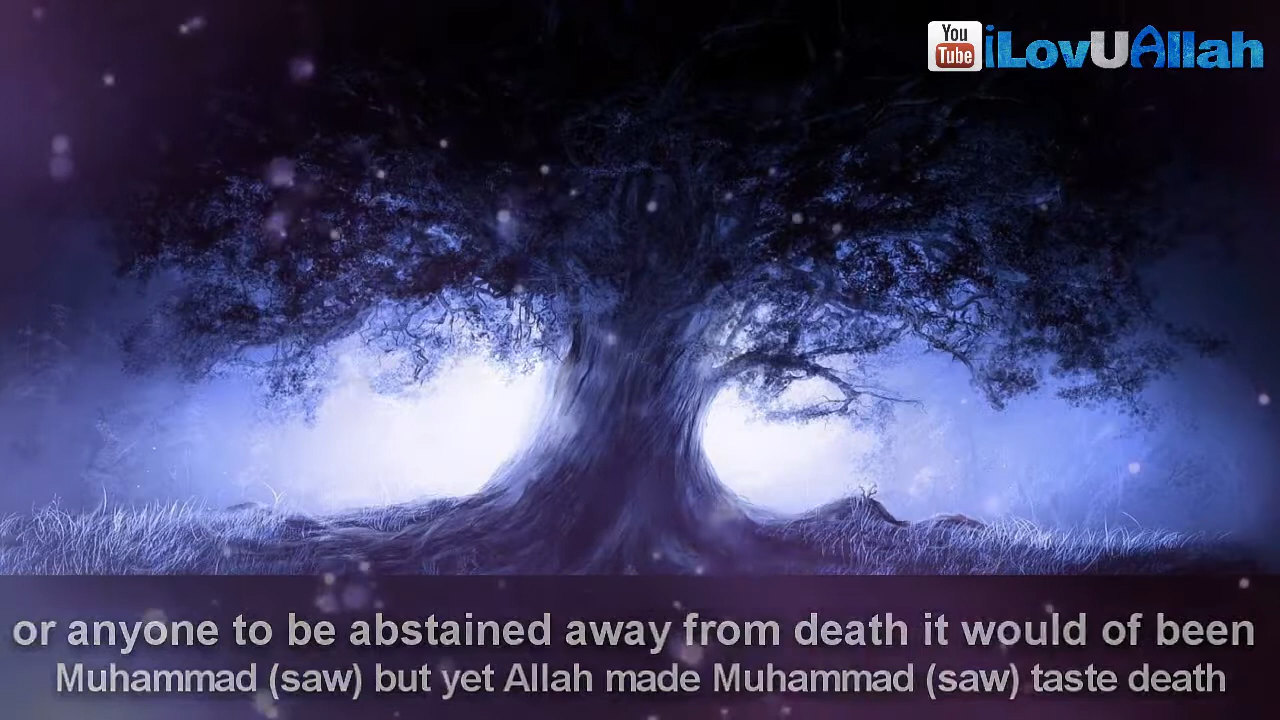 You
Tube
iLovUAllah
or anyone to be abstained away from death it would of been
Muhammad (saw) but yet Allah made Muhammad (saw) taste death